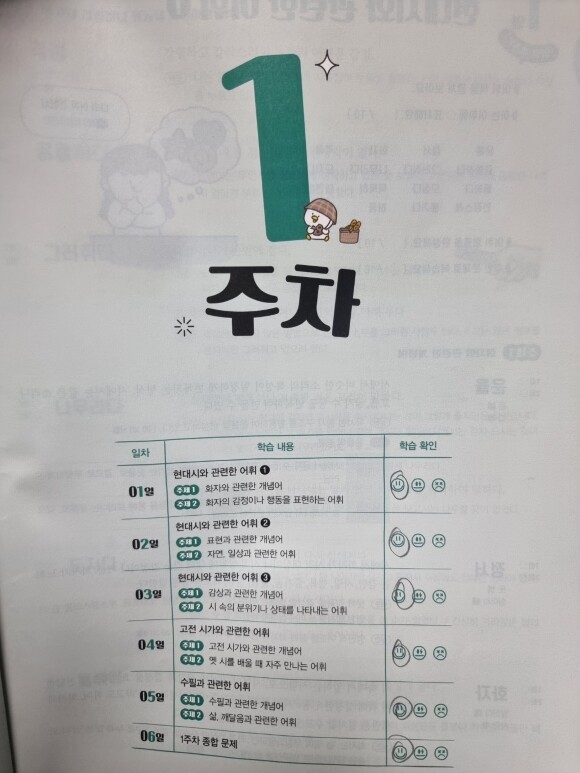 1
주차
일차 학습 내용 학습 확인
01일
현대시와 관련한 어휘 ❶
주제 1 화자와 관련한 개념어
주제 2 화자의 감정이나 행동을 표현하는 어휘
02일
현대시와 관련한 어휘 ❷
주제 1 표현과 관련한 개념어
주제 2 자연, 일상과 관련한 어휘
03일
현대시와 관련한 어휘 ❸
주제 1 감상과 관련한 개념어
주제 2 시 속의 분위기나 상태를 나타내는 어휘
04일
고전 시가와 관련한 어휘
주제 1 고전 시가와 관련한 개념어
주제 2 옛 시를 배울 때 자주 만나는 어휘
05일
수필과 관련한 어휘
주제 1 수필과 관련한 개념어
주제 2 삶, 깨달음과 관련한 어휘
06일
1주차 종합 문제